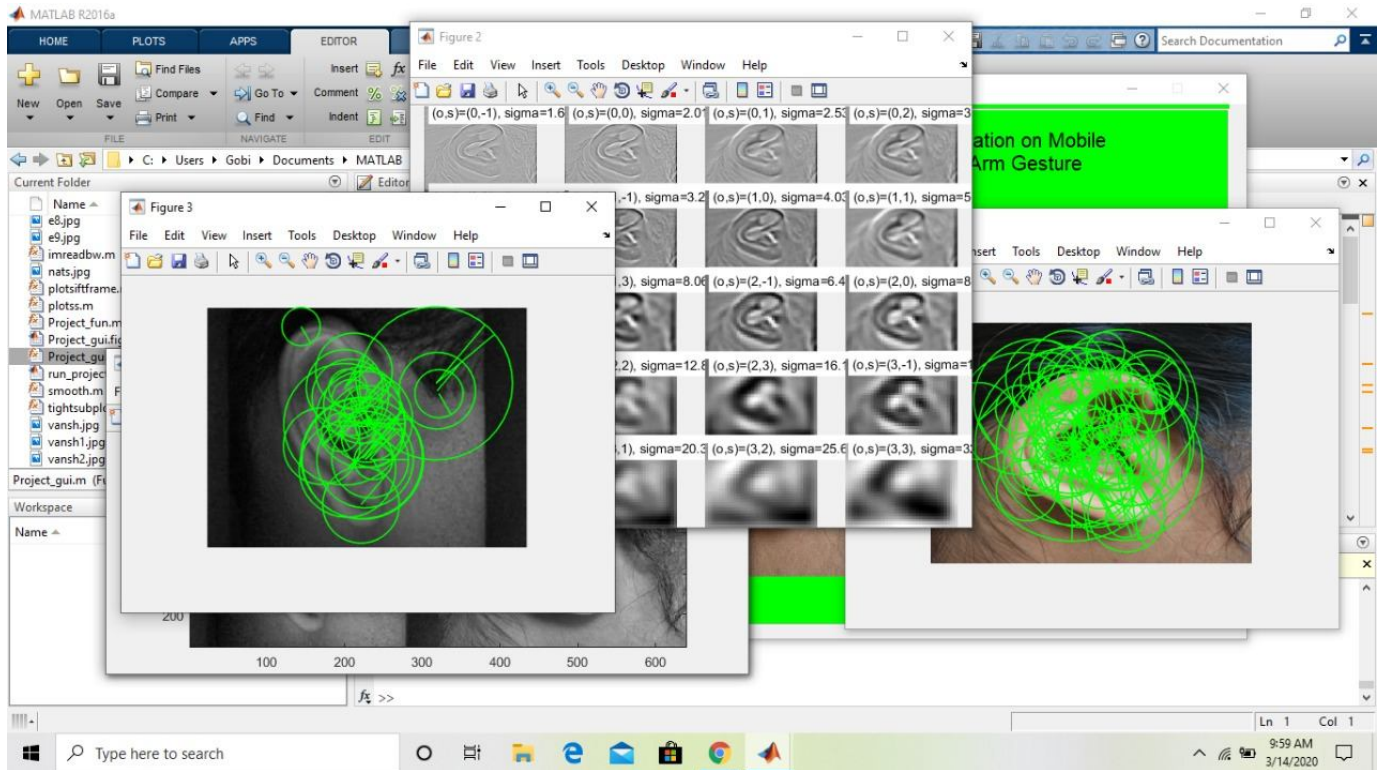 MATLAB R2016a
HOME PLOTS APPS EDITOR
Search Documentation
Find Files
Insert fx
Compare
Go To
Comment %
New Open Save
Print
Find
Indent
FILE NAVIGATE EDIT
C: Users Gobi Documents MATLAB
Current Folder
Editor
Name
e8.jpg
e9.jpg
imreadbw.m
nats.jpg
plotsiftframe.
plotss.m
Project_fun.m
Project_gui.fig
Project_gu
run_projec
smooth.m
tightsubplo
vansh.jpg
vansh1.jpg
vansh2.jpg
Project_gui.m (Fu
Workspace
Name
Figure 2
File Edit View Insert Tools Desktop Window Help
(o,s)=(0,-1), sigma=1.6 (o,s)=(0,0), sigma=2.01 (o,s)=(0,1), sigma=2.53 (o,s)=(0,2), sigma=3
,-1), sigma=3.2 (o,s)=(1,0), sigma=4.03 (o,s)=(1,1), sigma=5
,3), sigma=8.06 (o,s)=(2,-1), sigma=6.4 (o,s)=(2,0), sigma=8
,2), sigma=12.8 (o,s)=(2,3), sigma=16.1 (o,s)=(3,-1), sigma=1
,1), sigma=20.3 (o,s)=(3,2), sigma=25.6 (o,s)=(3,3), sigma=32
Figure 3
File Edit View Insert Tools Desktop Window Help
ation on Mobile
Arm Gesture
nsert Tools Desktop Window Help
F
200
100 200 300 400 500 600
fx >>
Ln 1 Col 1
Type here to search
9:59 AM
3/14/2020